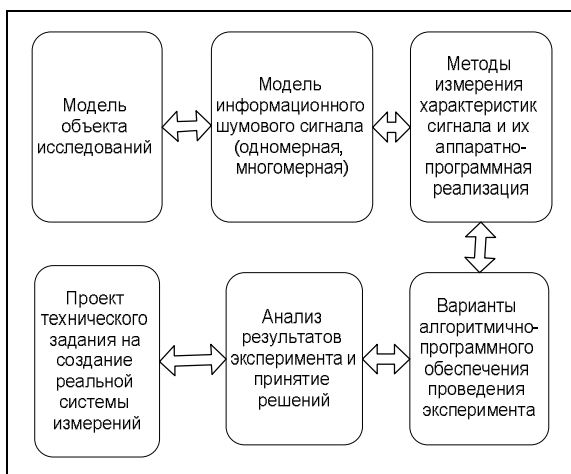 Модель
объекта
исследований
Модель
информационного
шумового сигнала
(одномерная,
многомерная)
Методы
измерения
характеристик
сигнала и их
аппаратно-
программная
реализация
Проект
технического
задания на
создание
реальной
системы
измерений
Анализ
результатов
эксперимента и
принятие
решений
Варианты
алгоритмично-
программного
обеспечения
проведения
эксперимента